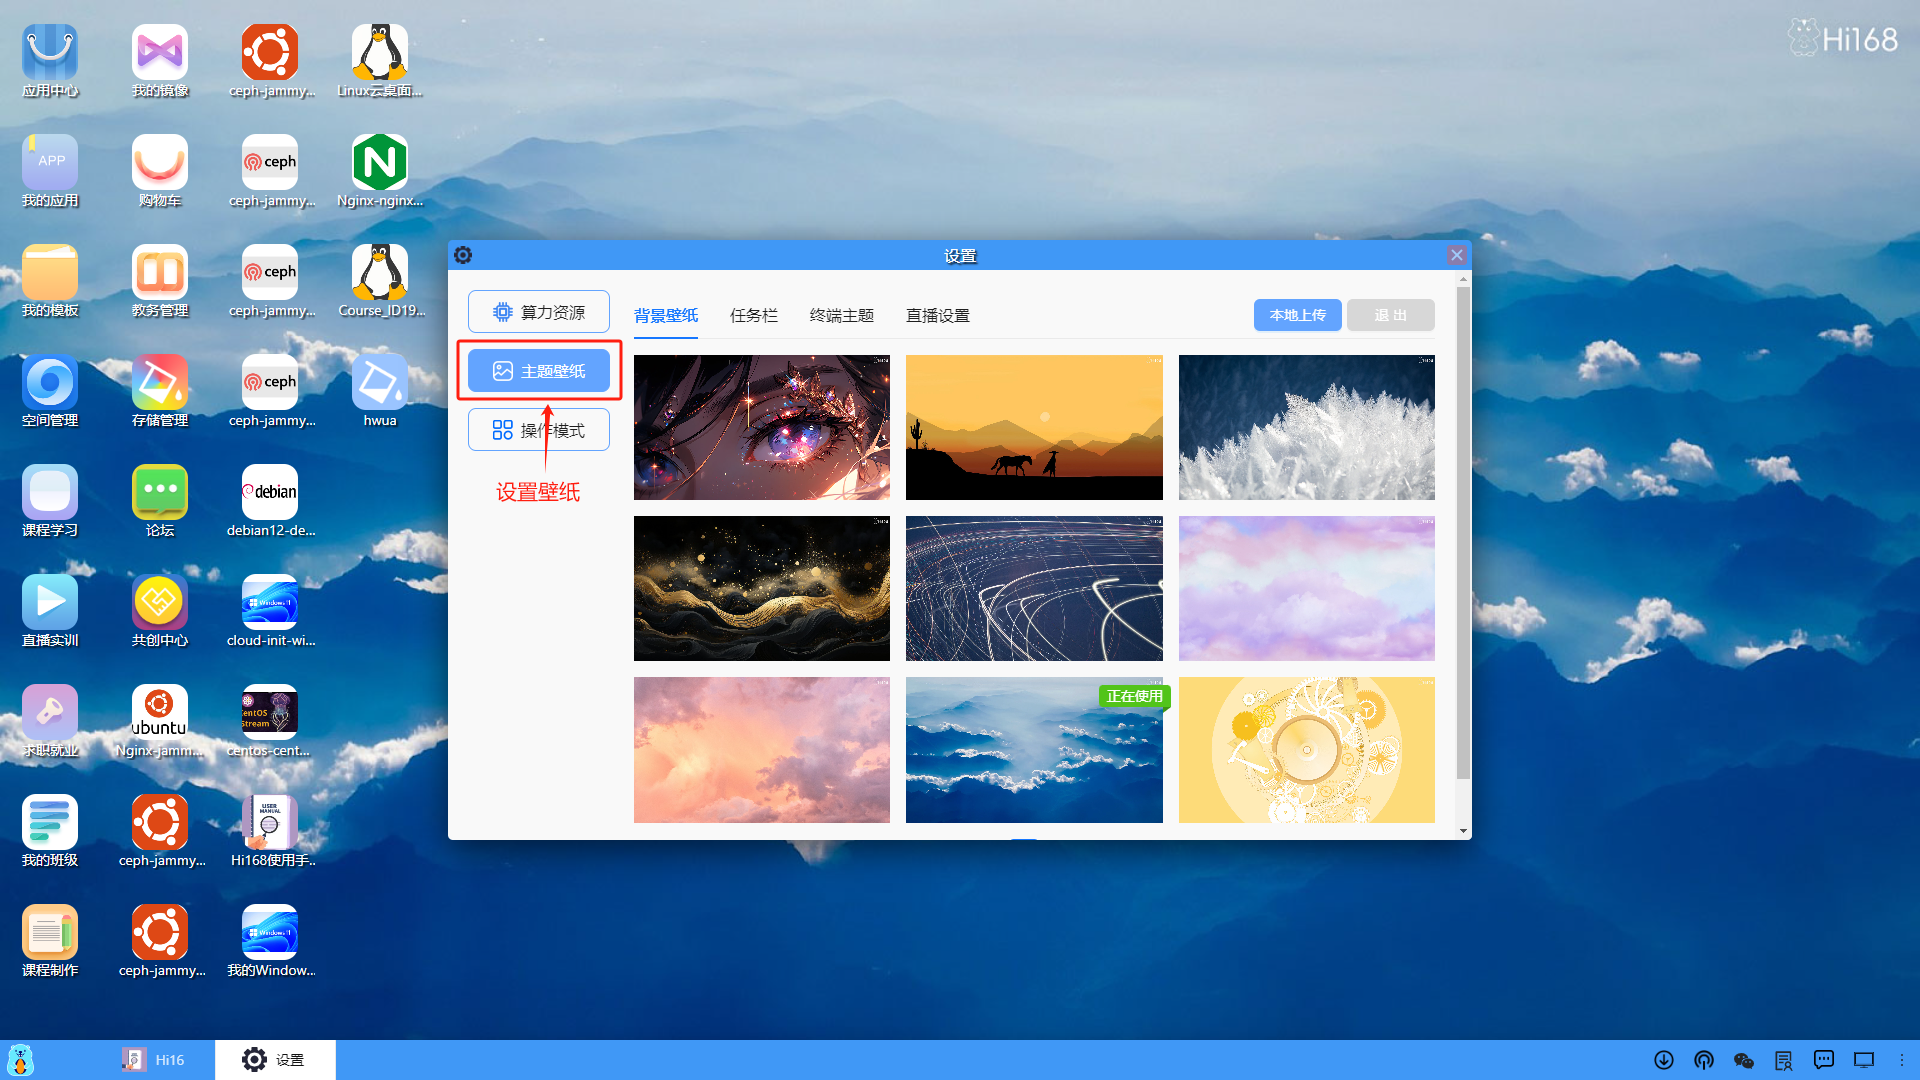 Hi168
应用中心
我的镜像
ceph-jammy...
Linux云桌面...
APP
我的应用
购物车
ceph
ceph-jammy...
Nginx-nginx...
我的模板
教务管理
ceph
ceph-jammy...
Course_ID19...
空间管理
存储管理
ceph
ceph-jammy...
hwua
课程学习
论坛
debian
debian12-de...
直播实训
共创中心
Windows 11
cloud-init-wi...
求职就业
ubuntu
Nginx-jamm...
CentOS
Stream
centos-cent...
我的班级
ceph-jammy...
USER
MANUAL
Hi168使用手..
课程制作
ceph-jammy...
Windows 11
我的Window...
设置
算力资源
主题壁纸
操作模式
设置壁纸
背景壁纸
任务栏
终端主题
直播设置
本地上传
退 出
正在使用
Hi16
设置